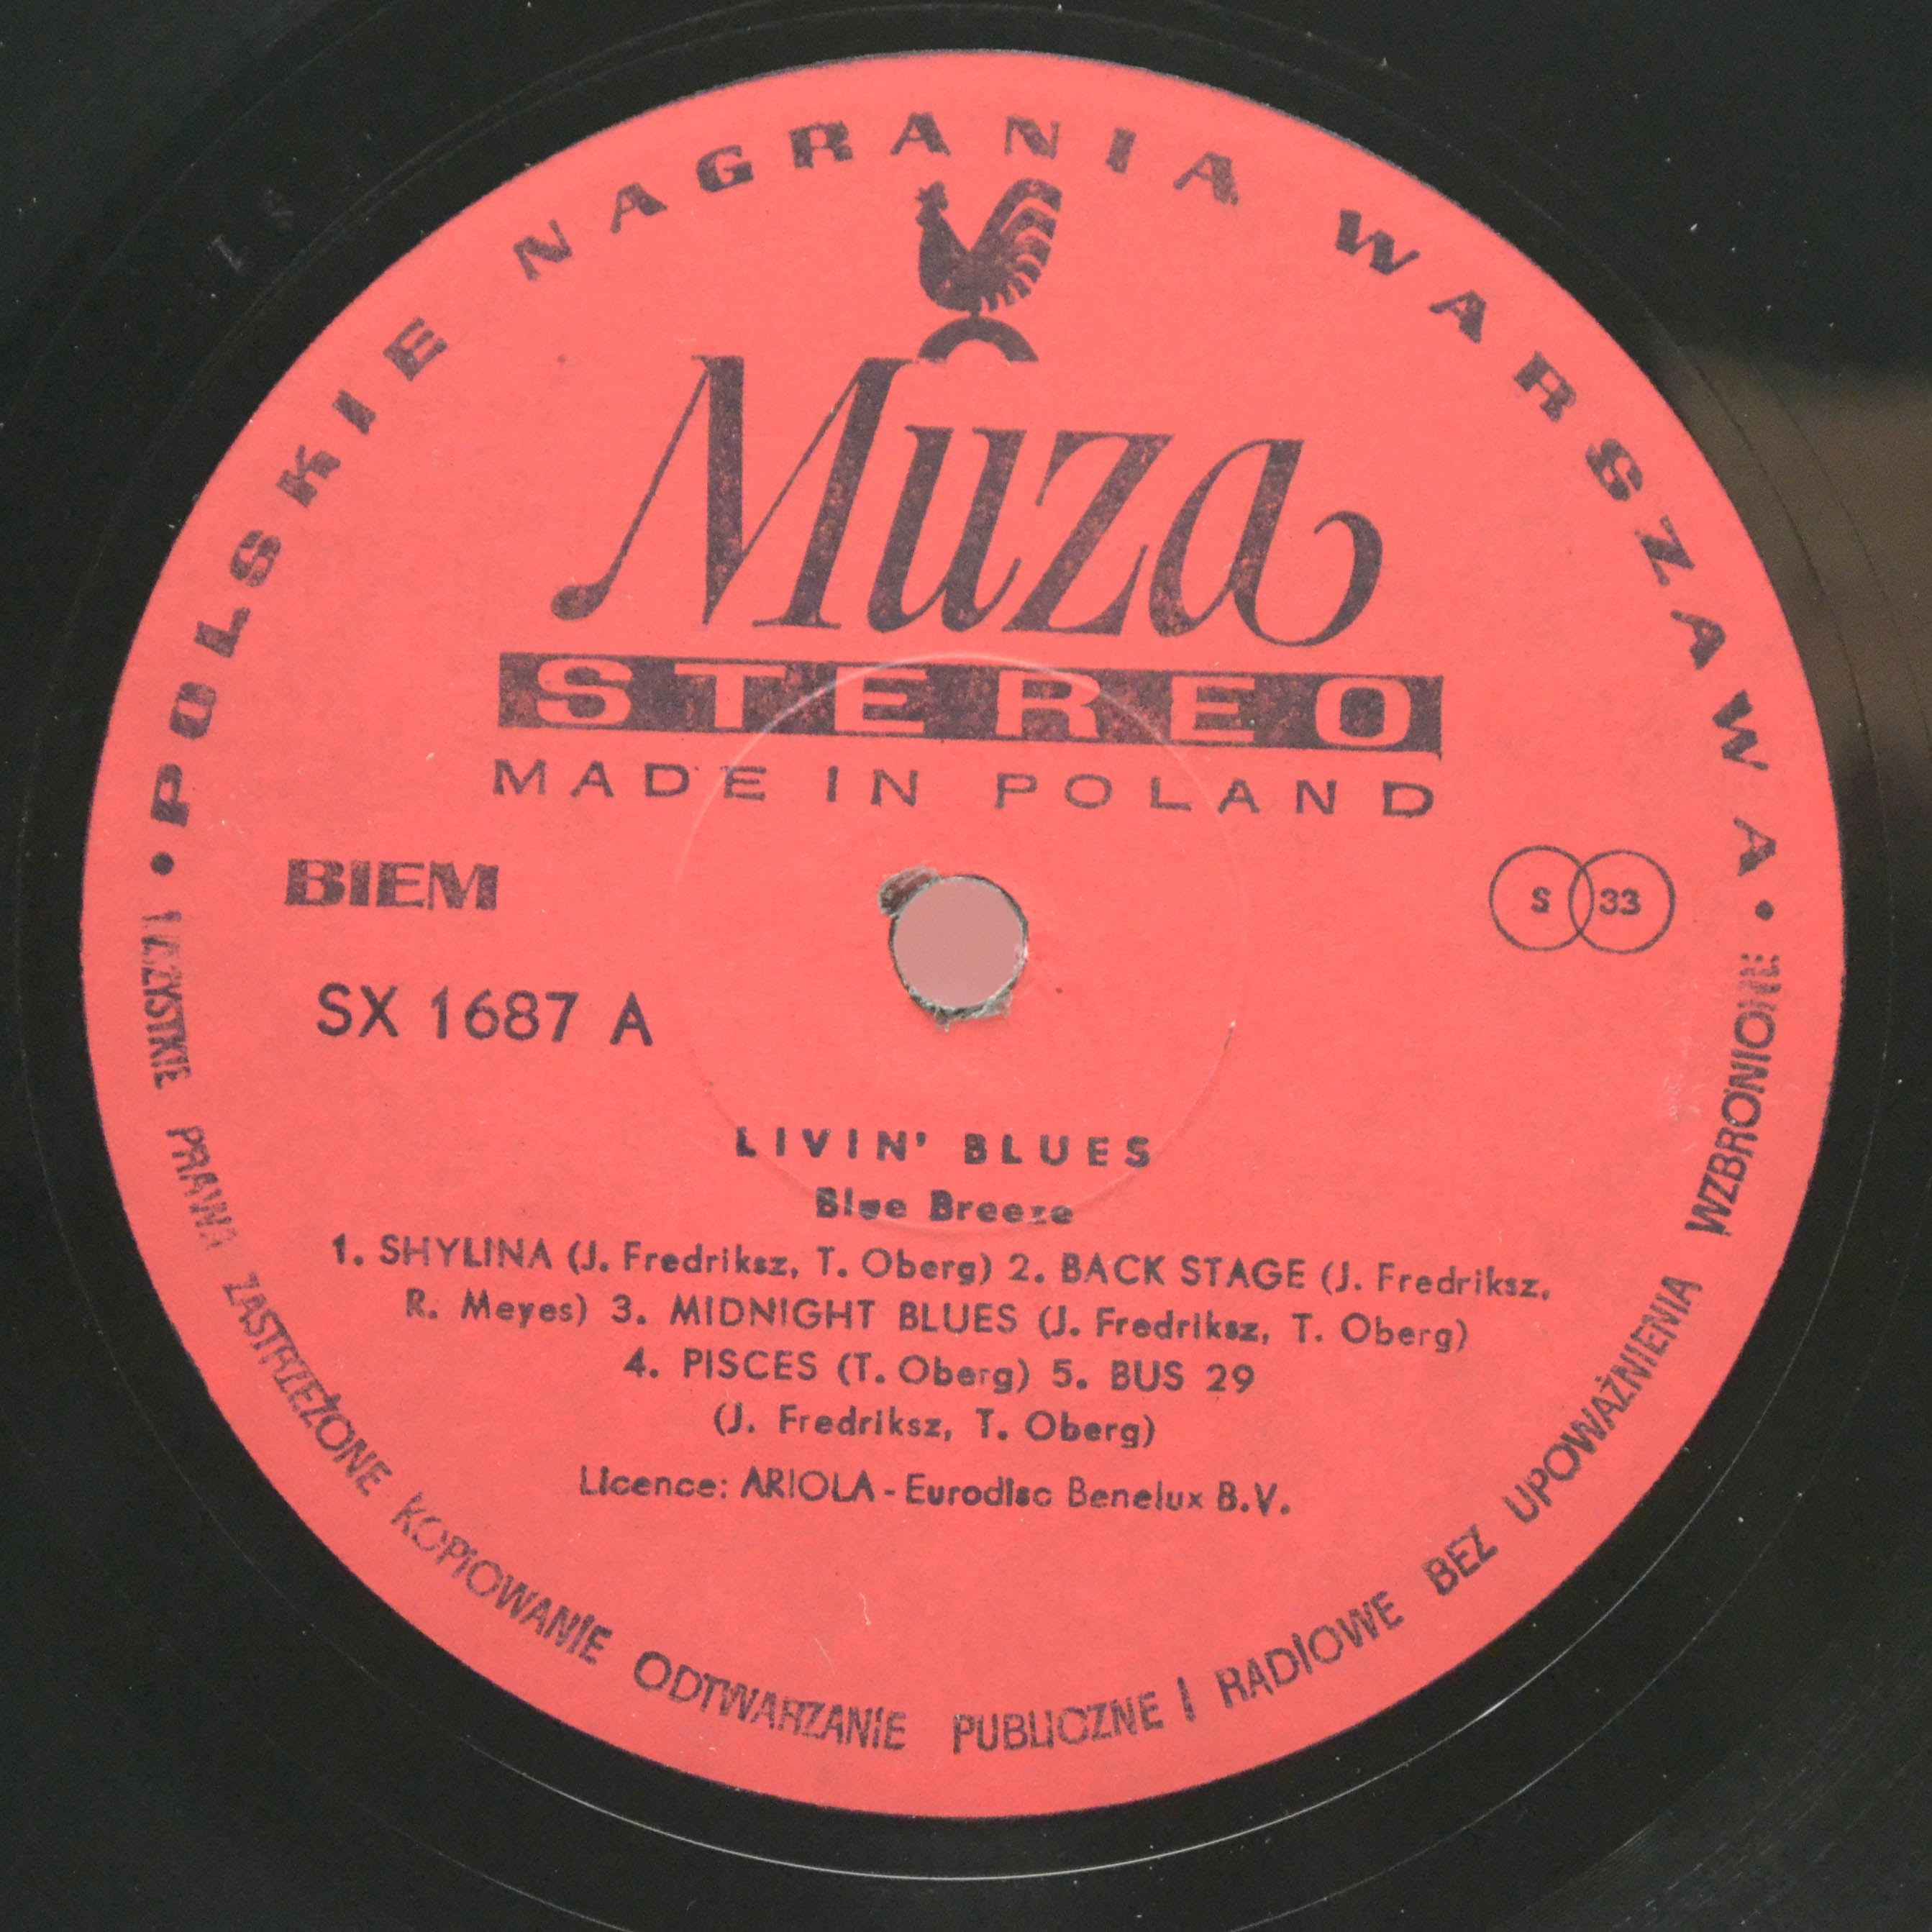 POLSKIE NAGRANIA WARSZAWA
Muza
STEREO
MADE IN POLAND
BIEM
S 33
SX 1687 A
LIVIN' BLUES
Blue Breeze
1. SHYLINA (J. Fredriksz, T. Oberg) 2. BACK STAGE (J. Fredriksz,
R. Meyes) 3. MIDNIGHT BLUES (J. Fredriksz, T. Oberg)
4. PISCES (T. Oberg) 5. BUS 29
(J. Fredriksz, T. Oberg)
Licence: ARIOLA - Eurodisc Benelux B.V.
• WSZYSTKIE PRAWA ZASTRZEŻONE KOPIOWANIE ODTWARZANIE PUBLICZNE I RADIOWE BEZ UPOWAŻNIENIA WZBRONIONE •